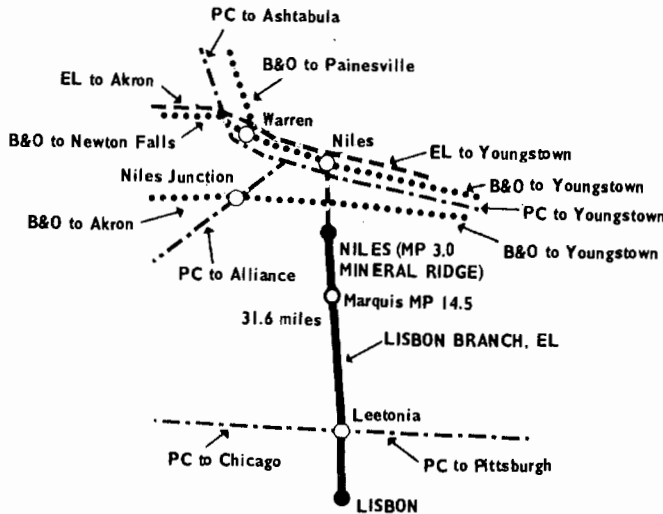 PC to Ashtabula
B&O to Painesville
EL to Akron
Warren
Niles
B&O to Newton Falls
EL to Youngstown
Niles Junction
B&O to Youngstown
B&O to Akron
PC to Youngstown
NILES (MP 3.0
MINERAL RIDGE)
B&O to Youngstown
PC to Alliance
Marquis MP 14.5
31.6 miles
LISBON BRANCH, EL
Leetonia
PC to Chicago
PC to Pittsburgh
LISBON